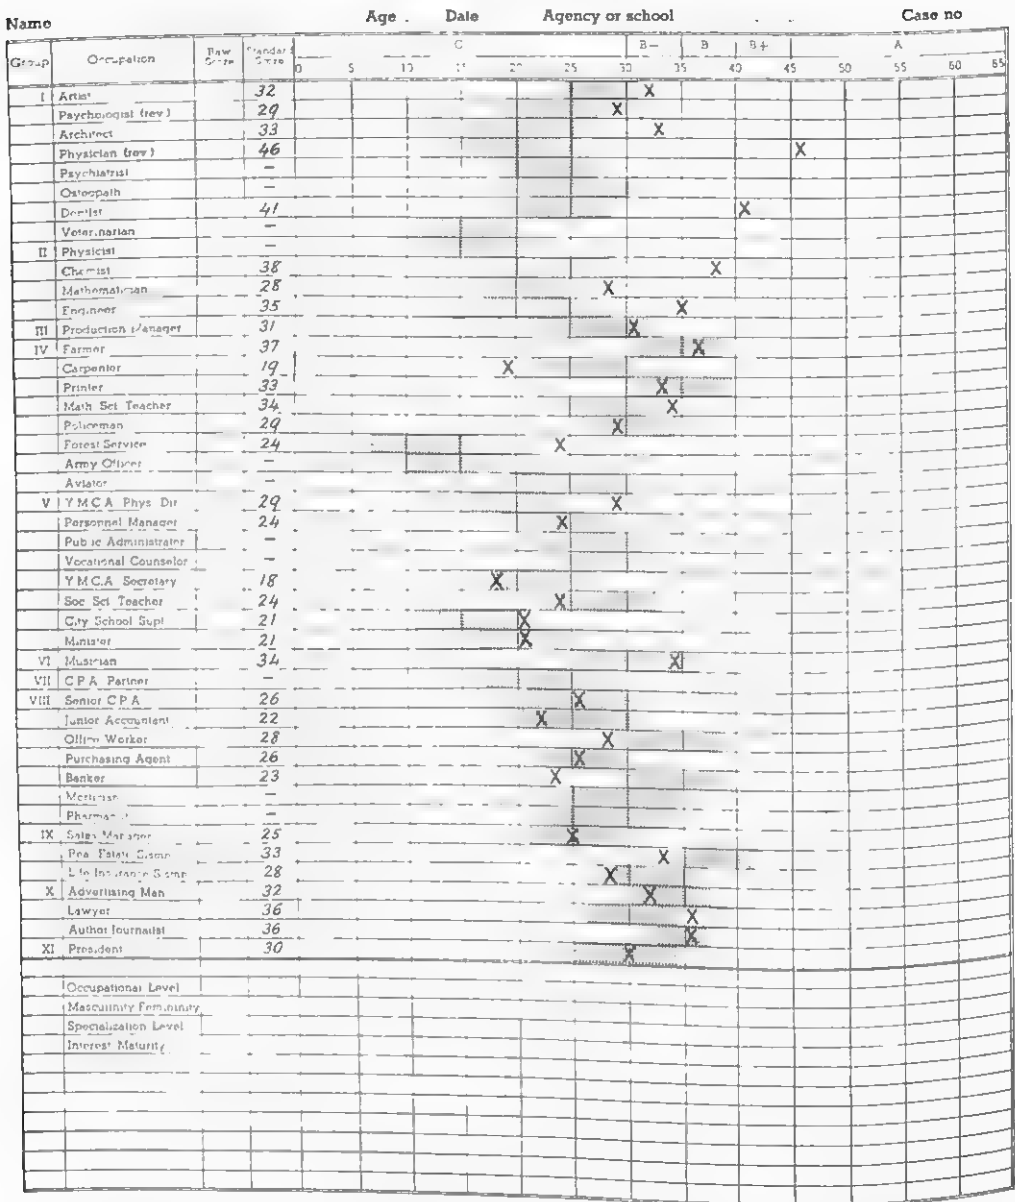 Name Age . Date Agency or school Case no
C B– B B+ A
Group Occupation Raw Score Standard Score 0 5 15 20 25 30 35 40 45 50 55 60 65
I Artist 32 X
Psychologist (rev) 29 X
Architect 33 X
Physician (rev) 46 X
Psychiatrist –
Osteopath –
Dentist 41 X
Veterinarian –
II Physicist –
Chemist 38 X
Mathematician 28 X
Engineer 35 X
III Production Manager 31 X
IV Farmer 37 X
Carpenter 19 X
Printer 33 X
Math Sci Teacher 34 X
Policeman 29 X
Forest Service 24 X
Army Officer –
Aviator –
V Y M C A Phys Dir 29 X
Personnel Manager 24 X
Public Administrator –
Vocational Counselor –
Y M C.A Secretary 18 X
Soc Sci Teacher 24 X
City School Supt 21 X
Minister 21 X
VI Musician 34 X
VII C P A Partner –
VIII Senior C P A 26 X
Junior Accountant 22 X
Office Worker 28 X
Purchasing Agent 26 X
Banker 23 X
Mortician –
Pharmacist –
IX Sales Manager 25 X
Real Estate Slsmn 33 X
Life Insurance Slsmn 28 X
X Advertising Man 32 X
Lawyer 36 X
Author Journalist 36 X
XI President 30 X
Occupational Level
Masculinity Femininity
Specialization Level
Interest Maturity